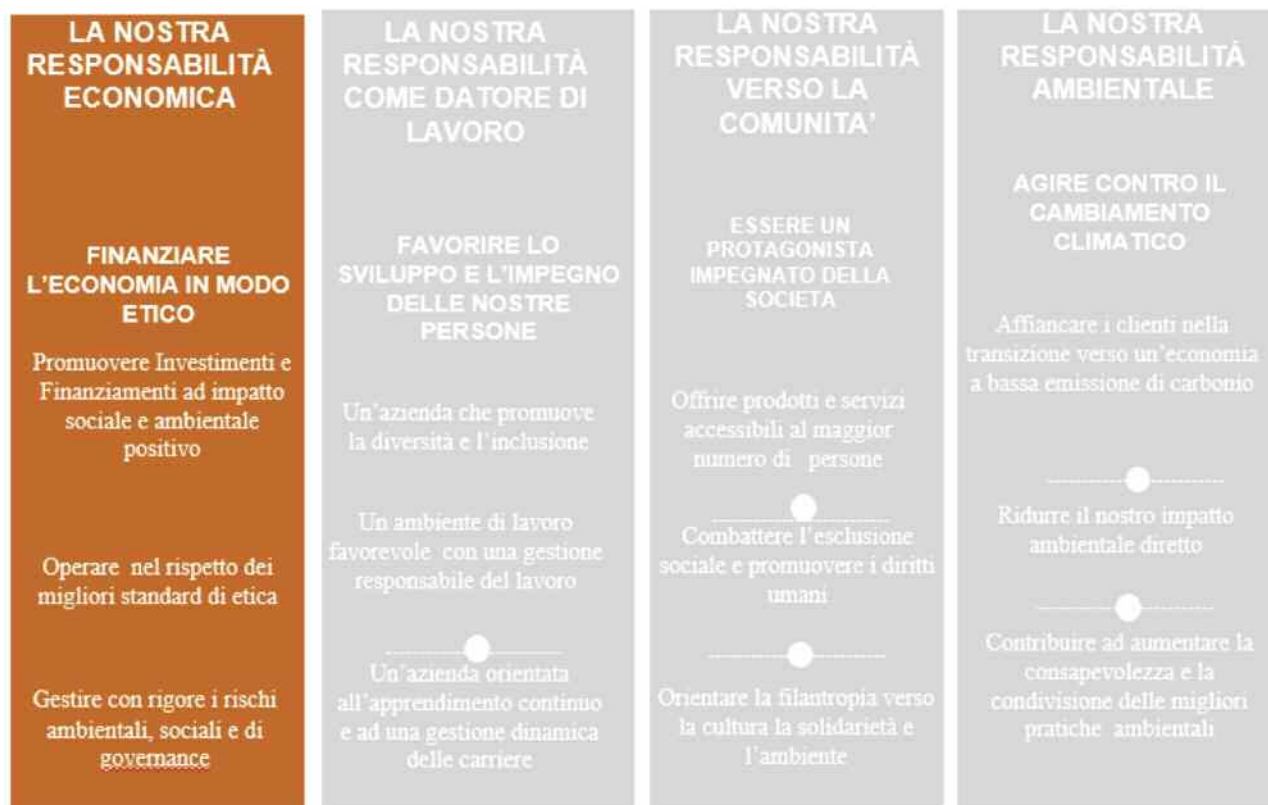 LA NOSTRA
RESPONSABILITÀ
ECONOMICA
FINANZIARE
L'ECONOMIA IN MODO
ETICO
Promuovere Investimenti e
Finanziamenti ad impatto
sociale e ambientale
positivo
Operare nel rispetto dei
migliori standard di etica
Gestire con rigore i rischi
ambientali, sociali e di
governance
LA NOSTRA
RESPONSABILITÀ
COME DATORE DI
LAVORO
FAVORIRE LO
SVILUPPO E L'IMPEGNO
DELLE NOSTRE
PERSONE
Un'azienda che promuove
la diversità e l'inclusione
Un ambiente di lavoro
favorevole con una gestione
responsabile del lavoro
Un'azienda orientata
all'apprendimento continuo
e ad una gestione dinamica
delle carriere
LA NOSTRA
RESPONSABILITÀ
VERSO LA
COMUNITA'
ESSERE UN
PROTAGONISTA
IMPEGNATO DELLA
SOCIETA
Offrire prodotti e servizi
accessibili al maggior
numero di persone
Combattere l'esclusione
sociale e promuovere i diritti
umani
Orientare la filantropia verso
la cultura la solidarietà e
l'ambiente
LA NOSTRA
RESPONSABILITÀ
AMBIENTALE
AGIRE CONTRO IL
CAMBIAMENTO
CLIMATICO
Affiancare i clienti nella
transizione verso un'economia
a bassa emissione di carbonio
Ridurre il nostro impatto
ambientale diretto
Contribuire ad aumentare la
consapevolezza e la
condivisione delle migliori
pratiche ambientali